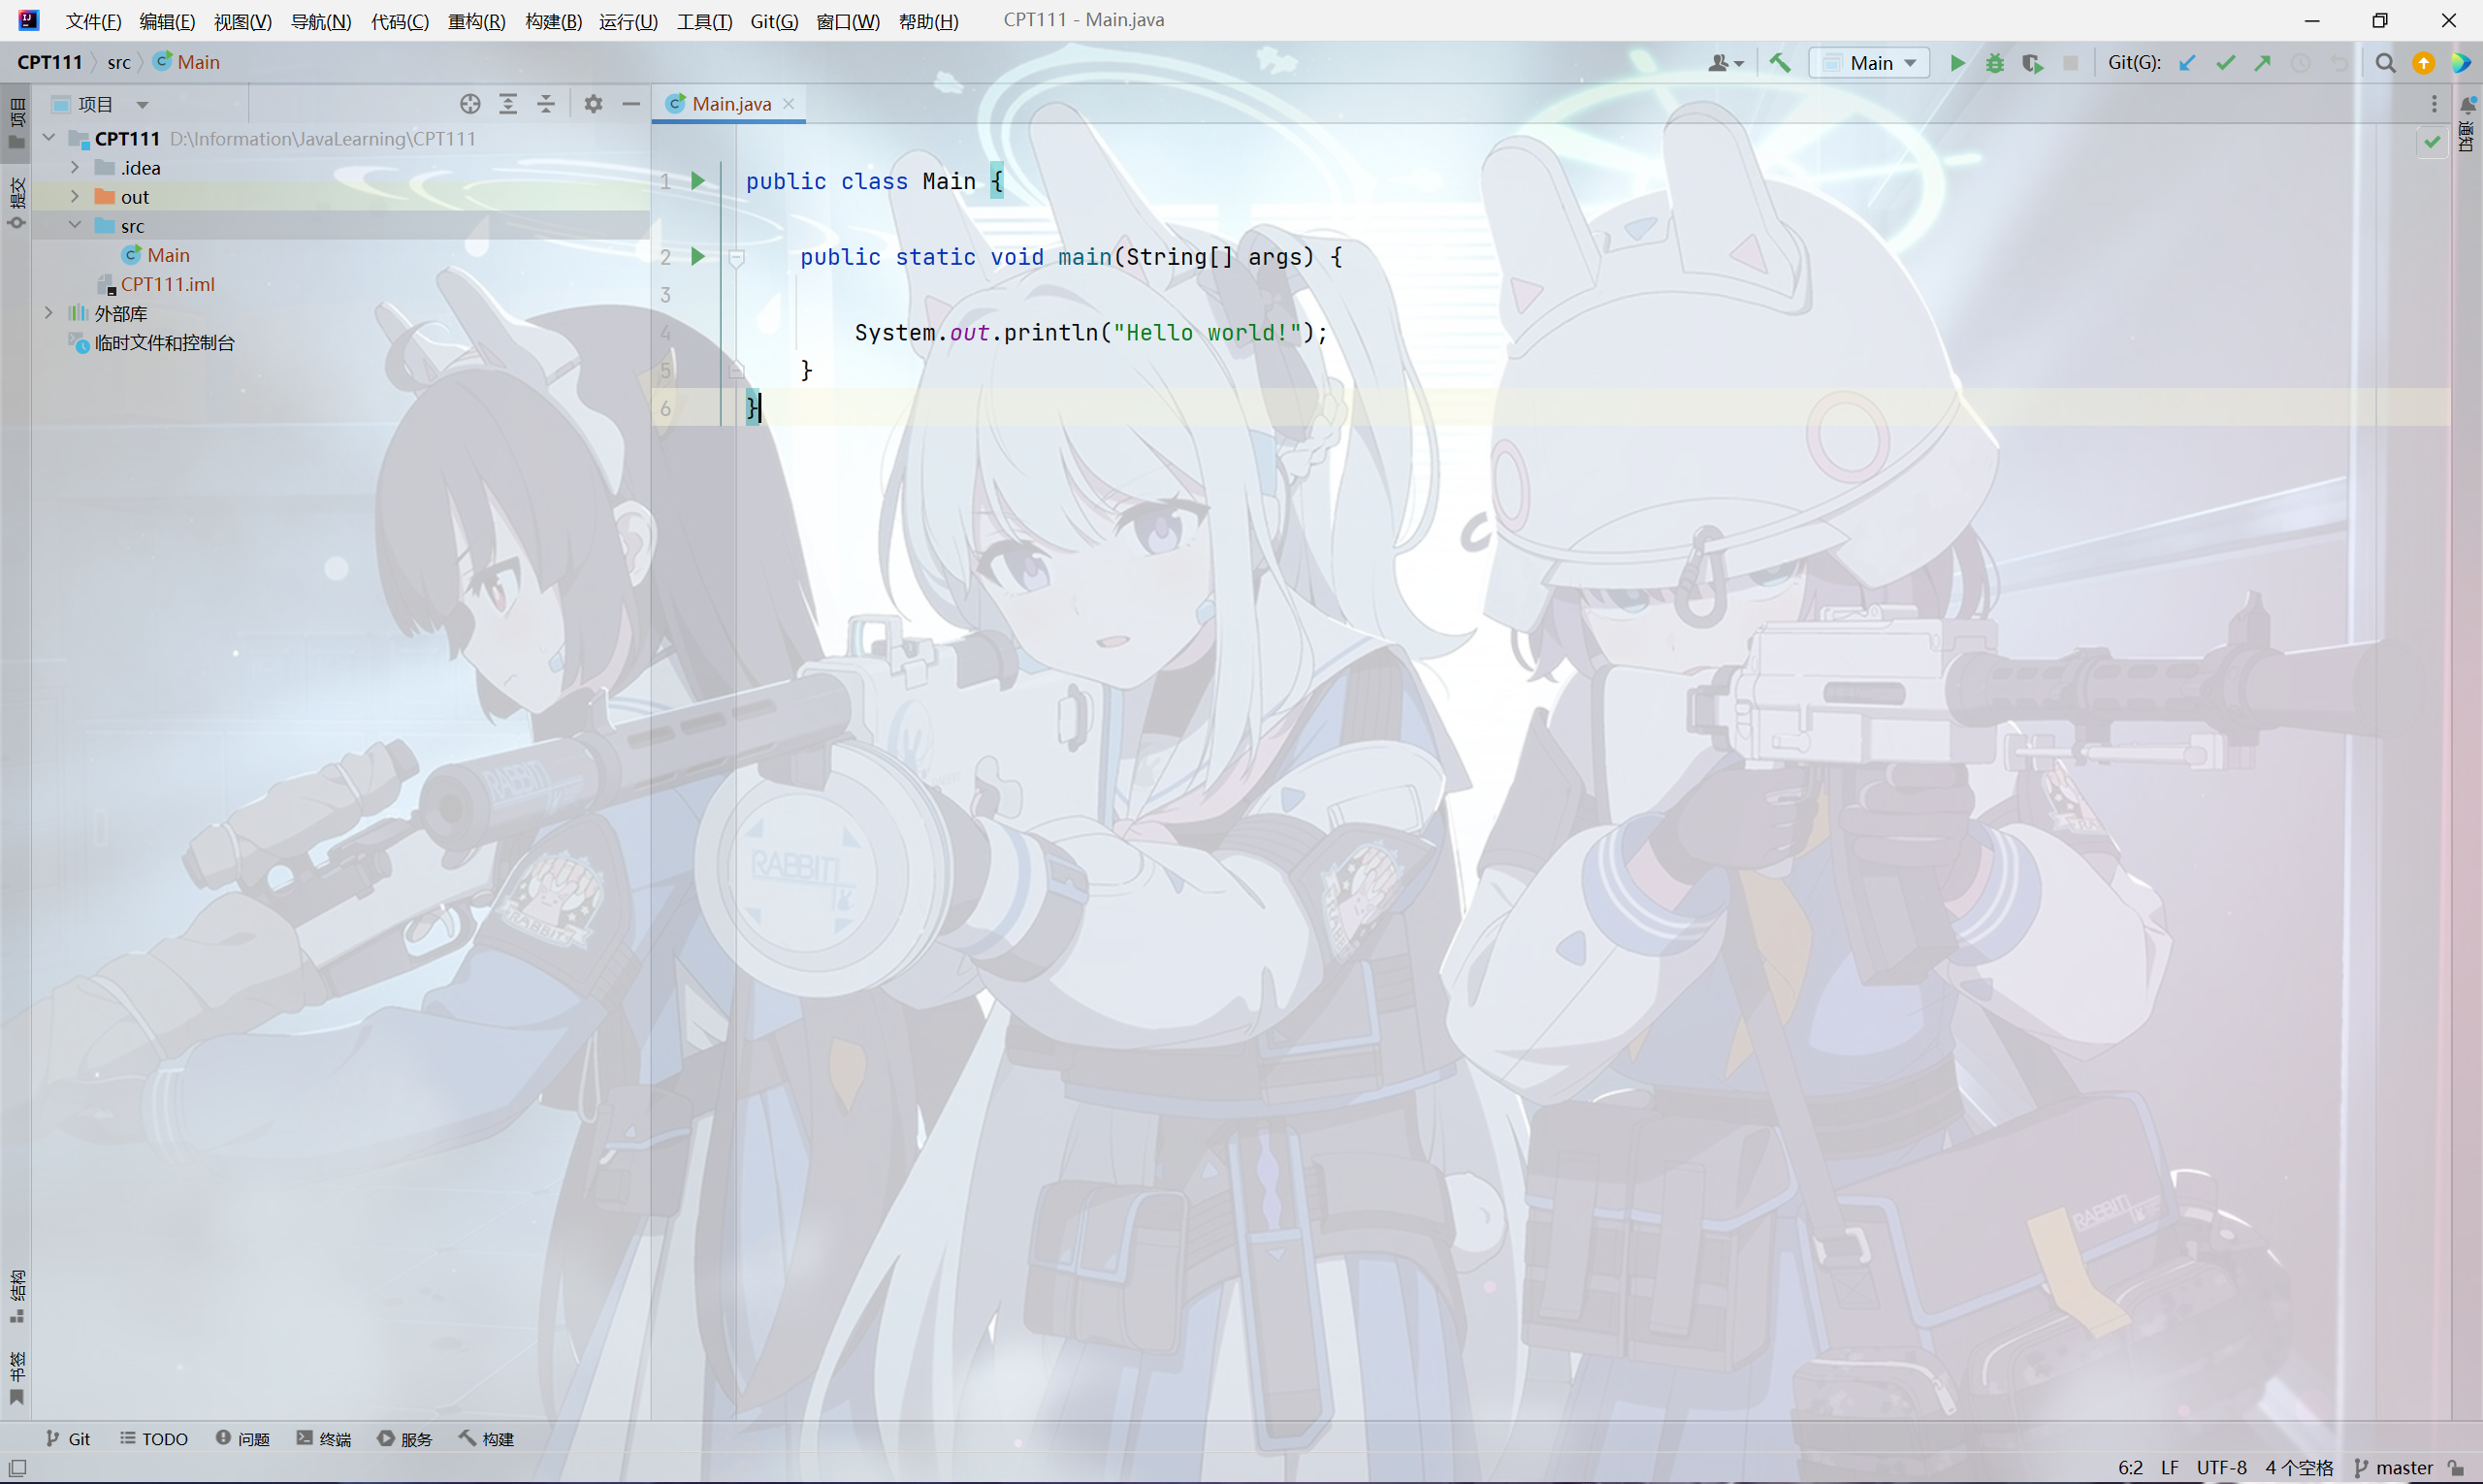 文件(F) 编辑(E) 视图(V) 导航(N) 代码(C) 重构(R) 构建(B) 运行(U) 工具(T) Git(G) 窗口(W) 帮助(H) CPT111 - Main.java
CPT111 src Main
Main Git(G):
项目
Main.java
项目
提交
通知
CPT111 D:\Information\JavaLearning\CPT111
.idea
out
src
Main
CPT111.iml
外部库
临时文件和控制台
1 public class Main {
2 public static void main(String[] args) {
3
4 System.out.println("Hello world!");
5 }
6 }
RABBIT
RABBIT
RABBIT
RABBIT
结构
书签
Git TODO 问题 终端 服务 构建
6:2 LF UTF-8 4 个空格 master